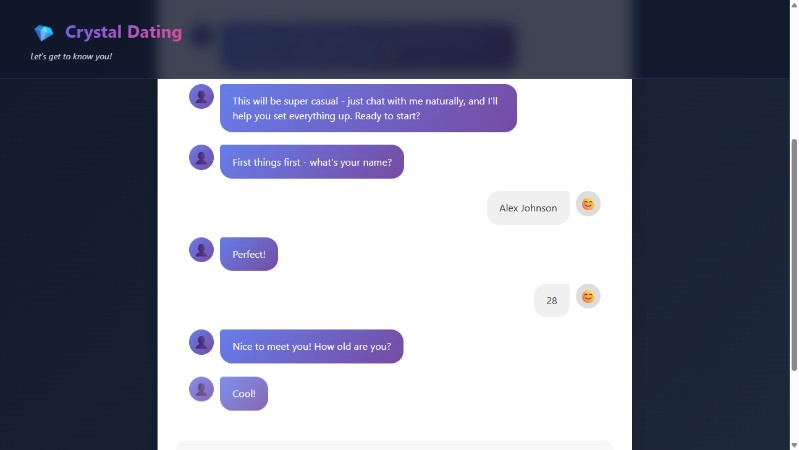 Crystal Dating
Let's get to know you!
This will be super casual - just chat with me naturally, and I'll
help you set everything up. Ready to start?
First things first - what's your name?
Alex Johnson
Perfect!
28
Nice to meet you! How old are you?
Cool!